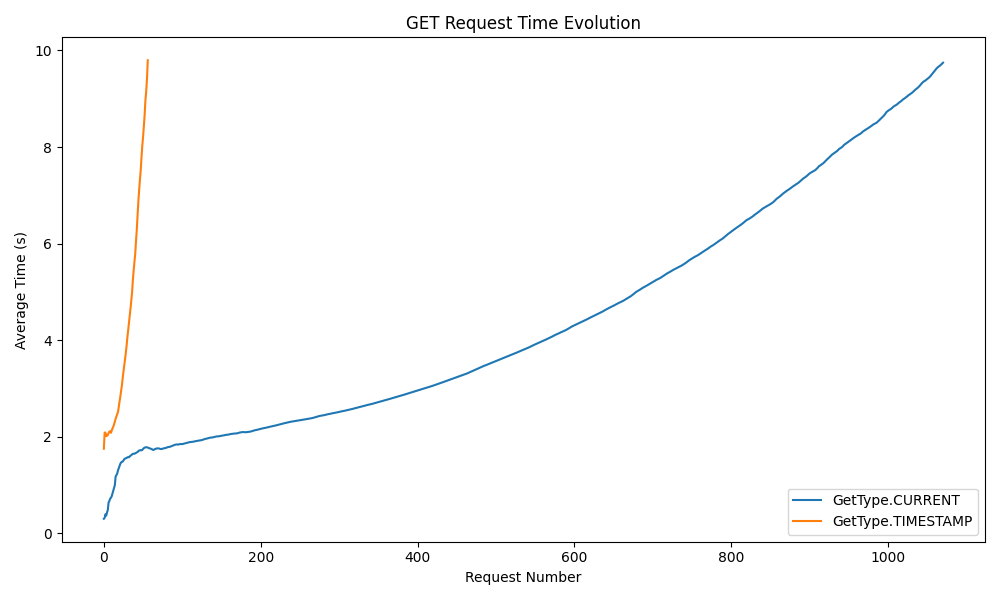 GET Request Time Evolution
Average Time (s)
10
8
6
4
2
0
0 200 400 600 800 1000
Request Number
GetType.CURRENT
GetType.TIMESTAMP